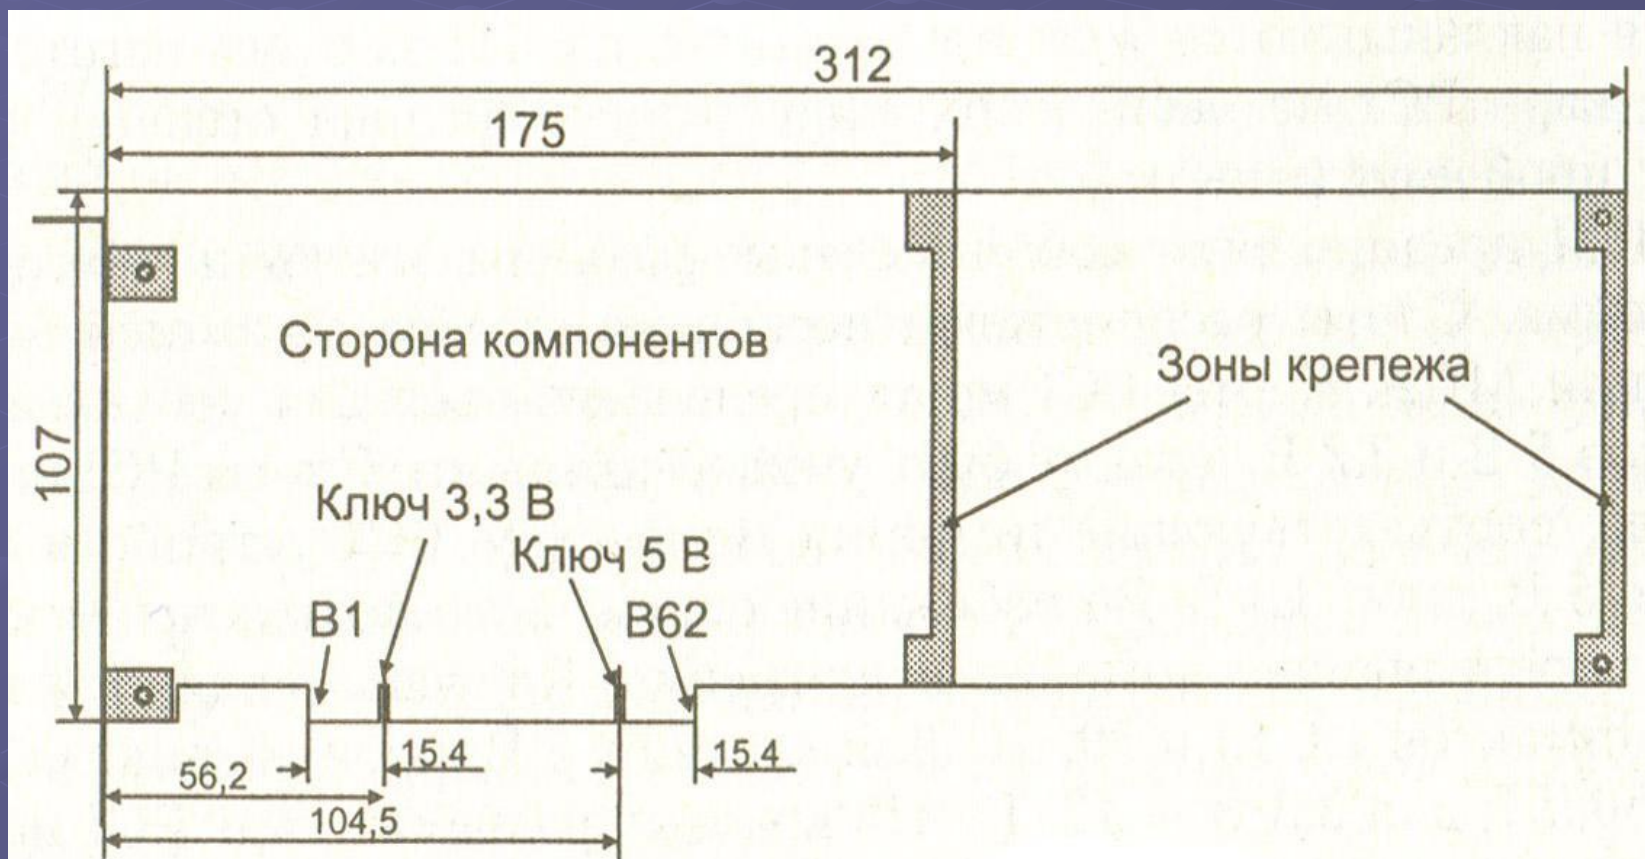 312
175
Сторона компонентов
Зоны крепежа
107
Ключ 3,3 В
Ключ 5 В
В1
В62
15,4
15,4
56,2
104,5